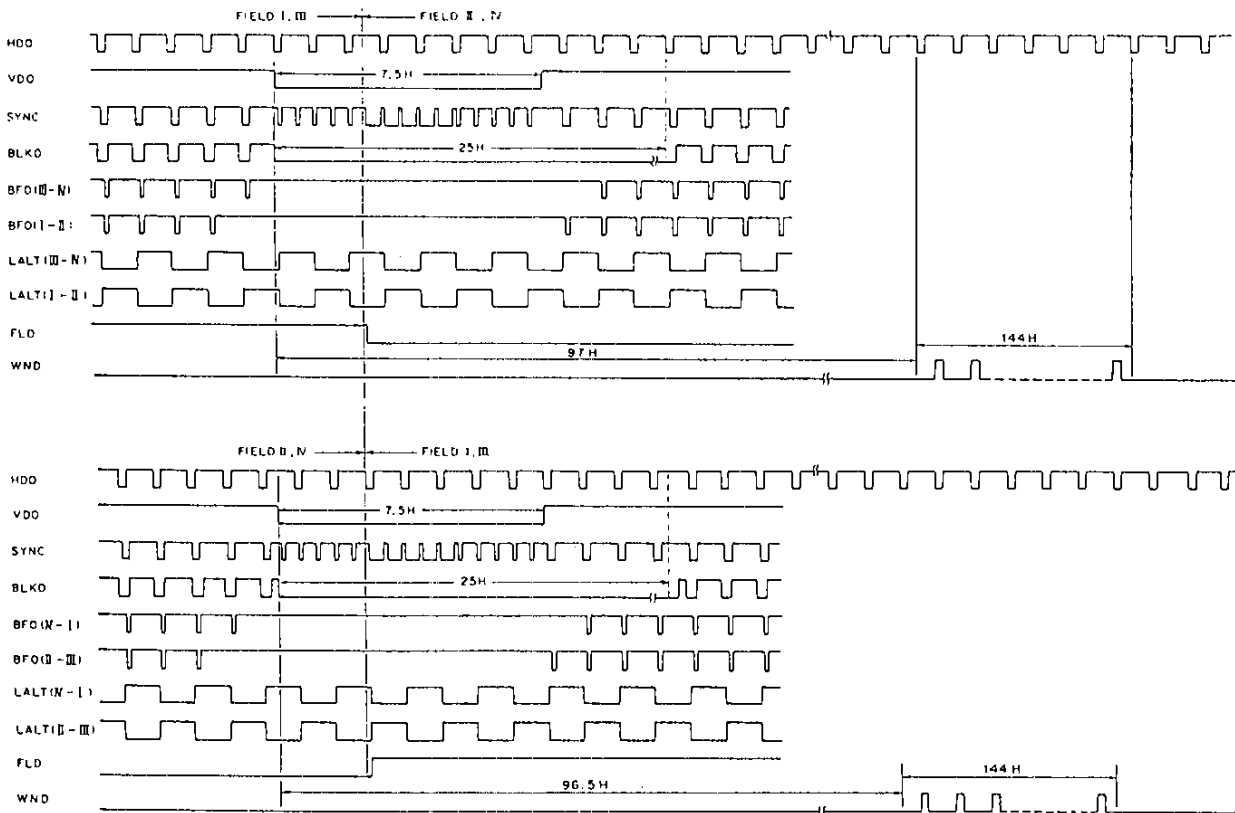 FIELD I, III FIELD II, IV
HDO
VDO 7.5H
SYNC
BLKO 25H
BFO(III-IV)
BFO(I-II)
LALT(III-IV)
LALT(I-II)
FLD
97H 144H
WND
FIELD II, IV FIELD I, III
HDO
VDO 7.5H
SYNC
BLKO 25H
BFO(IV-I)
BFO(II-III)
LALT(IV-I)
LALT(II-III)
FLD
96.5H 144H
WND